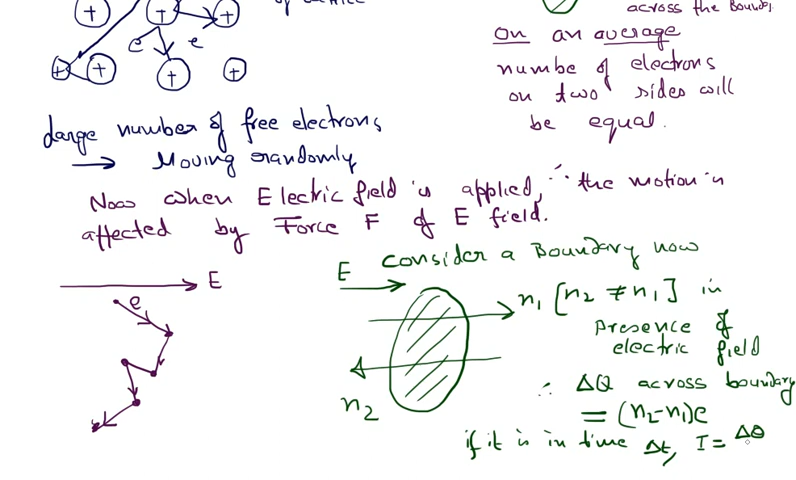 across the Boundary
On an average
numbe of electrons
on two sides will
be equal.
+ + +
e e
+ + + +
Large number of free electrons
→ Moving randomly
Now when Electric field is applied, ∴ the motion is
affected by Force F of E field.
Consider a Boundary now
E
E
e
n₁ [n₂ ≠ n₁] in
presence of
electric field
n₂
∴ ΔQ across boundary
= (n₂-n₁)e
if it is in time Δt, I = ΔQ